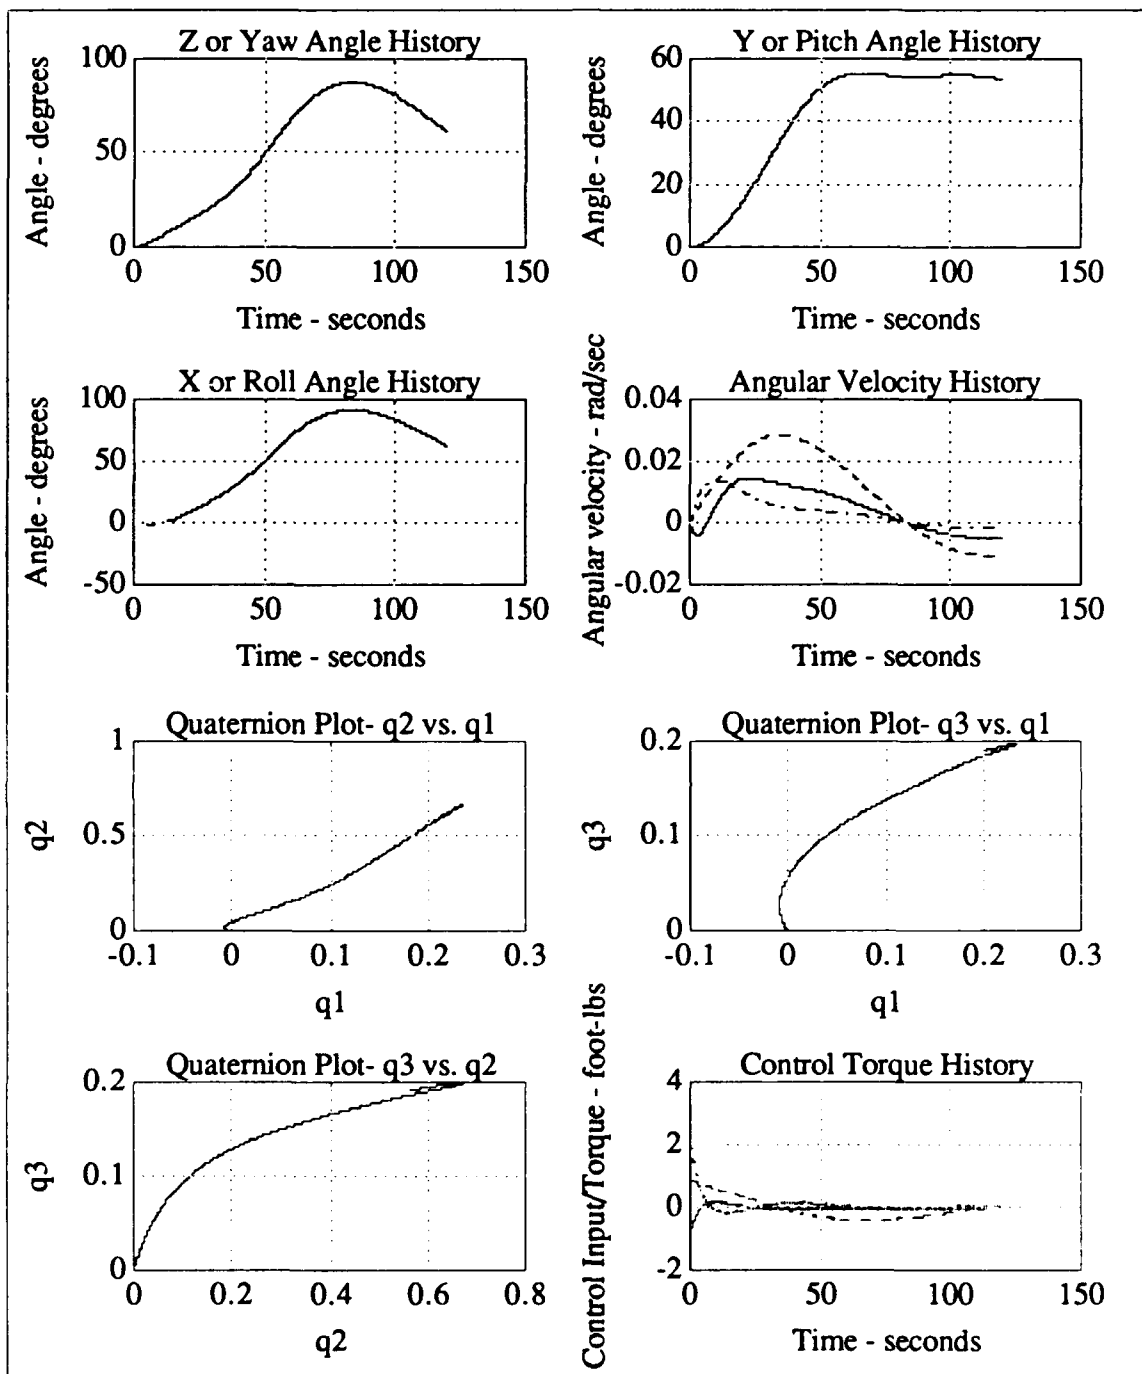 Z or Yaw Angle History
100
50
0
Angle - degrees
0 50 100 150
Time - seconds
Y or Pitch Angle History
60
40
20
0
Angle - degrees
0 50 100 150
Time - seconds
X or Roll Angle History
100
50
0
-50
Angle - degrees
0 50 100 150
Time - seconds
Angular Velocity History
0.04
0.02
0
-0.02
Angular velocity - rad/sec
0 50 100 150
Time - seconds
Quaternion Plot- q2 vs. q1
1
0.5
0
q2
-0.1 0 0.1 0.2 0.3
q1
Quaternion Plot- q3 vs. q1
0.2
0.1
0
q3
-0.1 0 0.1 0.2 0.3
q1
Quaternion Plot- q3 vs. q2
0.2
0.1
0
q3
0 0.2 0.4 0.6 0.8
q2
Control Torque History
4
2
0
-2
Control Input/Torque - foot-lbs
0 50 100 150
Time - seconds